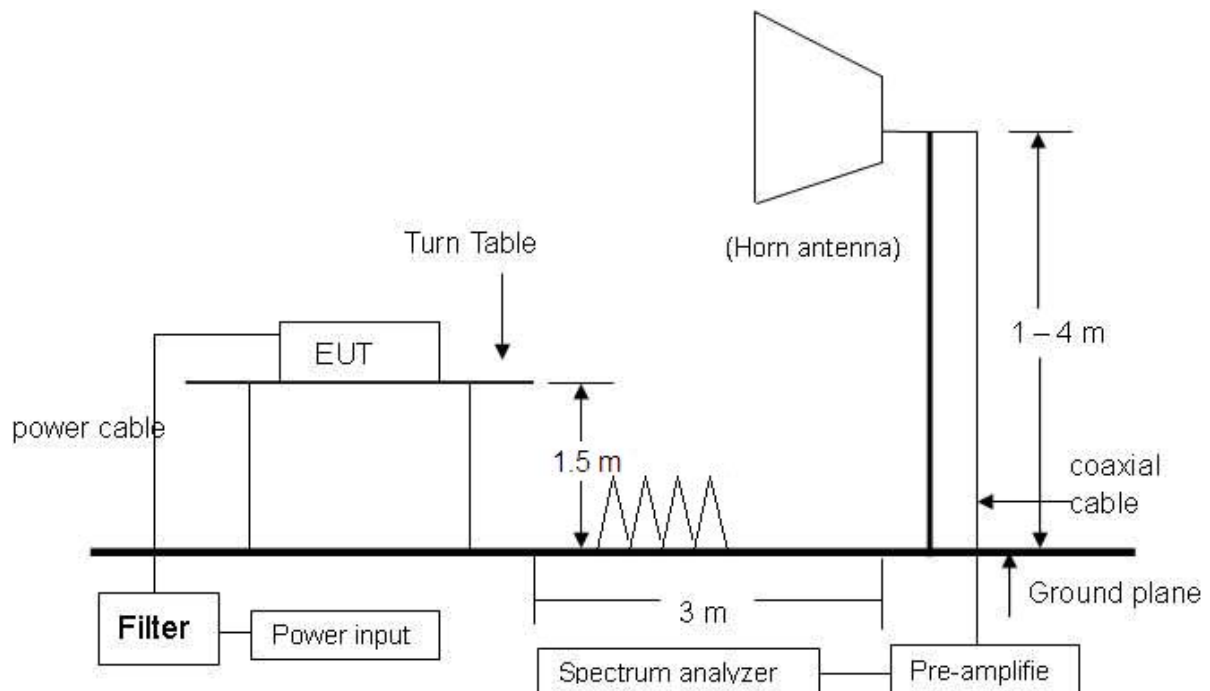 (Horn antenna)
Turn Table
EUT
1 – 4 m
power cable
1.5 m
coaxial
cable
Ground plane
Filter
Power input
3 m
Spectrum analyzer
Pre-amplifie